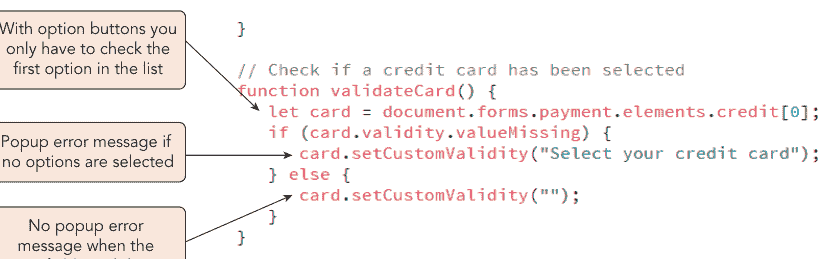 With option buttons you
only have to check the
first option in the list
Popup error message if
no options are selected
No popup error
message when the
}
// Check if a credit card has been selected
function validateCard() {
let card = document.forms.payment.elements.credit[0];
if (card.validity.valueMissing) {
card.setCustomValidity("Select your credit card");
} else {
card.setCustomValidity("");
}
}